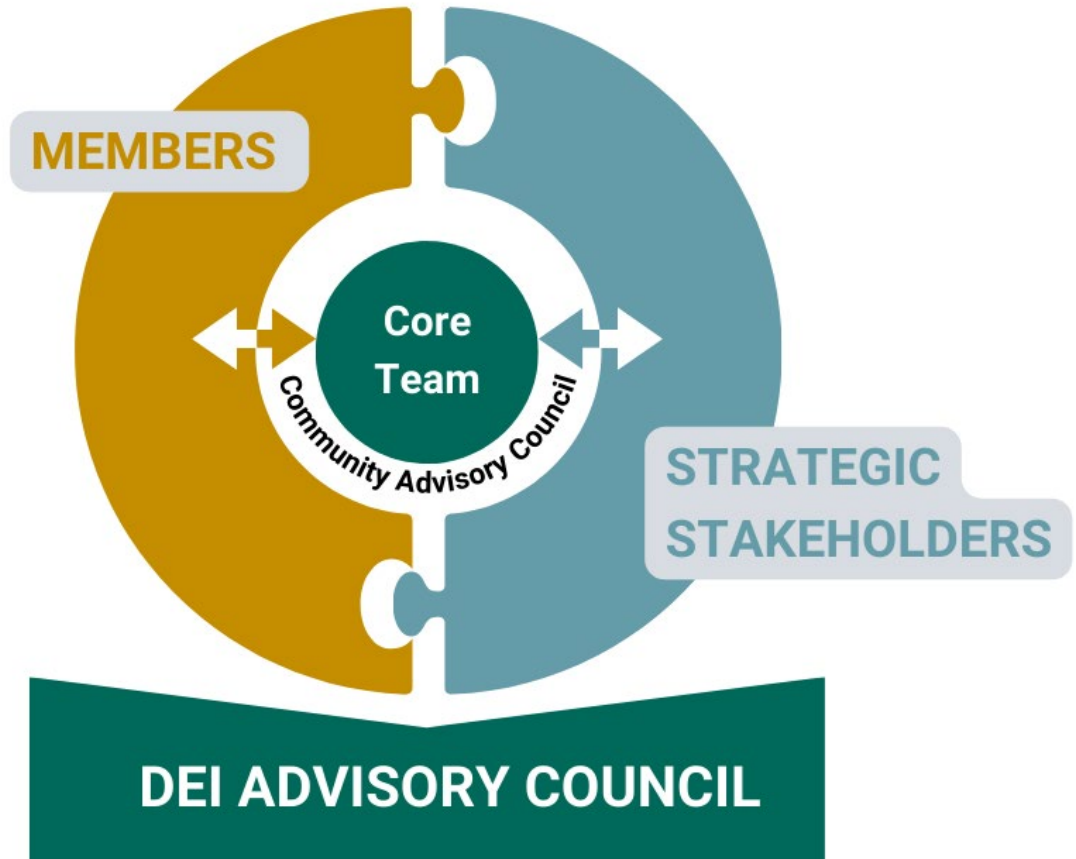 MEMBERS
Core
Team
Community Advisory Council
STRATEGIC
STAKEHOLDERS
DEI ADVISORY COUNCIL